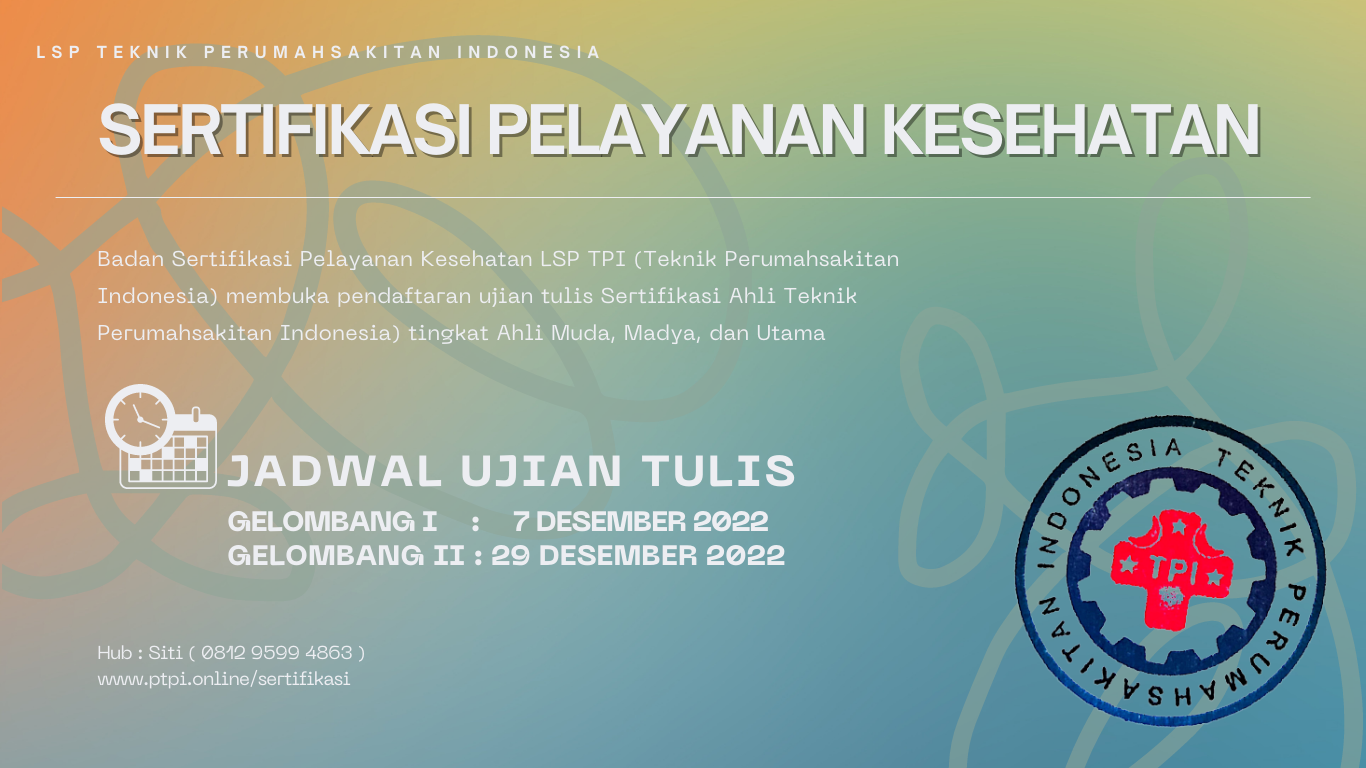 LSP TEKNIK PERUMAHSAKITAN INDONESIA
SERTIFIKASI PELAYANAN KESEHATAN
Badan Sertifikasi Pelayanan Kesehatan LSP TPI (Teknik Perumahsakitan
Indonesia) membuka pendaftaran ujian tulis Sertifikasi Ahli Teknik
Perumahsakitan Indonesia) tingkat Ahli Muda, Madya, dan Utama
JADWAL UJIAN TULIS
GELOMBANG I : 7 DESEMBER 2022
GELOMBANG II : 29 DESEMBER 2022
TEKNIK PERUMAHSAKITAN INDONESIA
TPI
Hub : Siti ( 0812 9599 4863 )
www.ptpi.online/sertifikasi